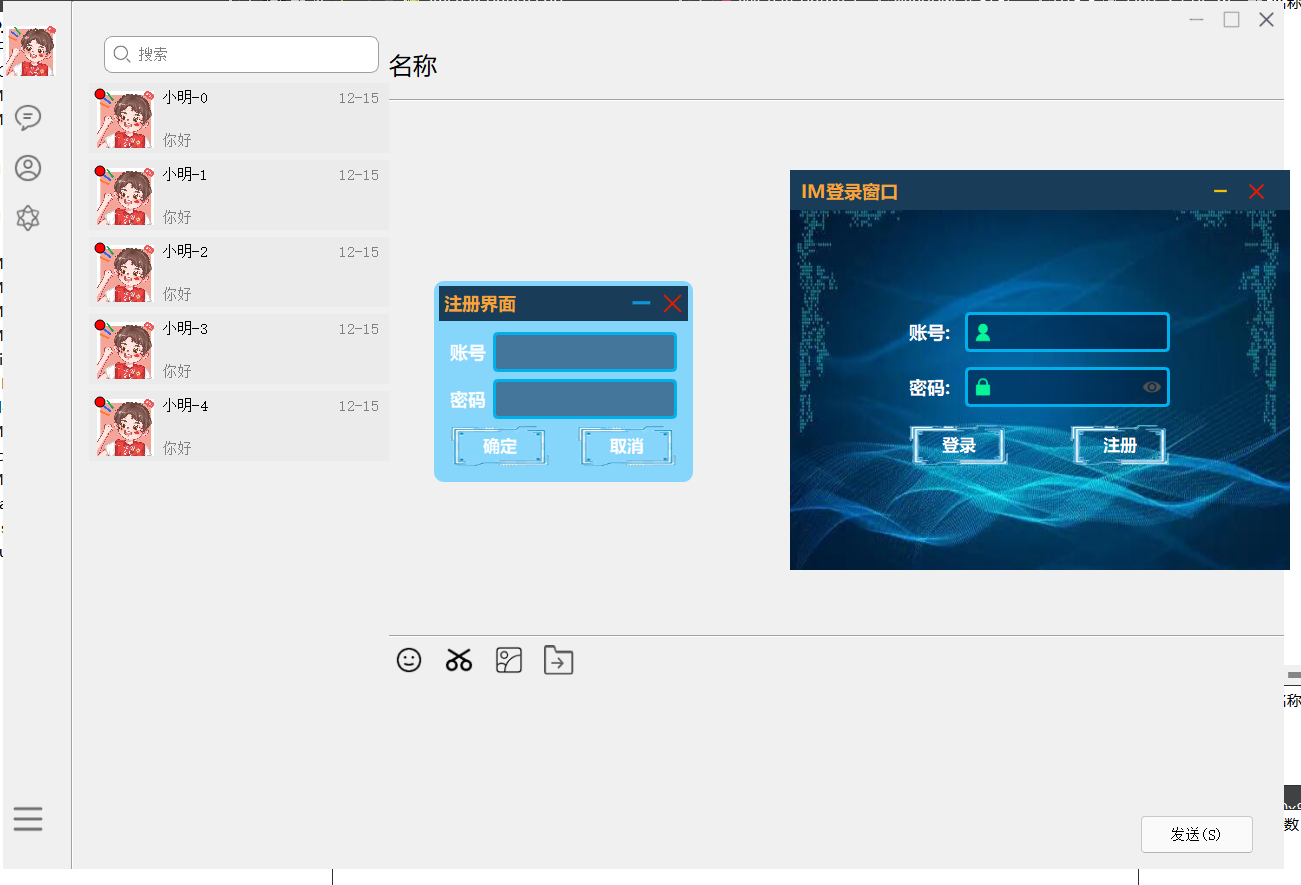 搜索
名称
小明-0
12-15
你好
小明-1
12-15
你好
小明-2
12-15
你好
小明-3
12-15
你好
小明-4
12-15
你好
注册界面
账号
密码
确定
取消
IM登录窗口
账号:
密码:
登录
注册
发送(S)
称
数